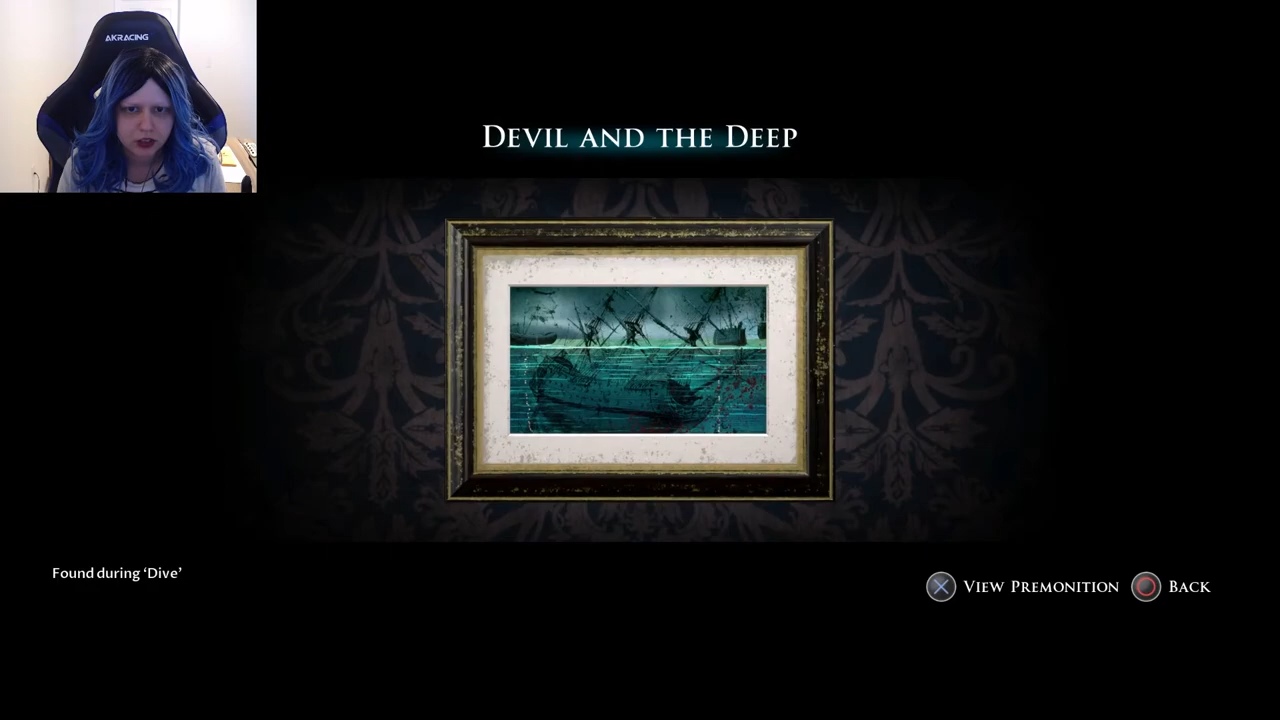 AKRACING
DEVIL AND THE DEEP
Found during ‘Dive’
VIEW PREMONITION
BACK